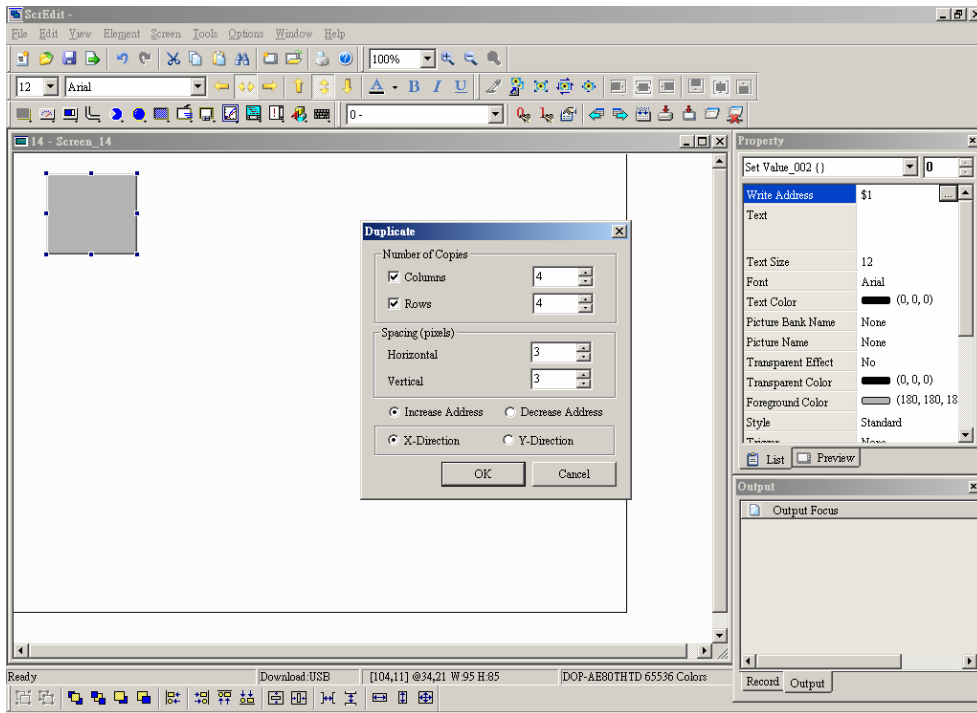 ScrEdit -
File Edit View Element Screen Tools Options Window Help
100%
12 Arial A B I U
0 -
14 - Screen_14
Duplicate
Number of Copies
Columns 4
Rows 4
Spacing (pixels)
Horizontal 3
Vertical 3
Increase Address Decrease Address
X-Direction Y-Direction
OK Cancel
Property
Set Value_002 {} 0
Write Address $1 ...
Text
Text Size 12
Font Arial
Text Color (0, 0, 0)
Picture Bank Name None
Picture Name None
Transparent Effect No
Transparent Color (0, 0, 0)
Foreground Color (180, 180, 18
Style Standard
Trigger None
List Preview
Output
Output Focus
Record Output
Ready Download:USB [104,11] @34,21 W:95 H:85 DOP-AE80THTD 65536 Colors